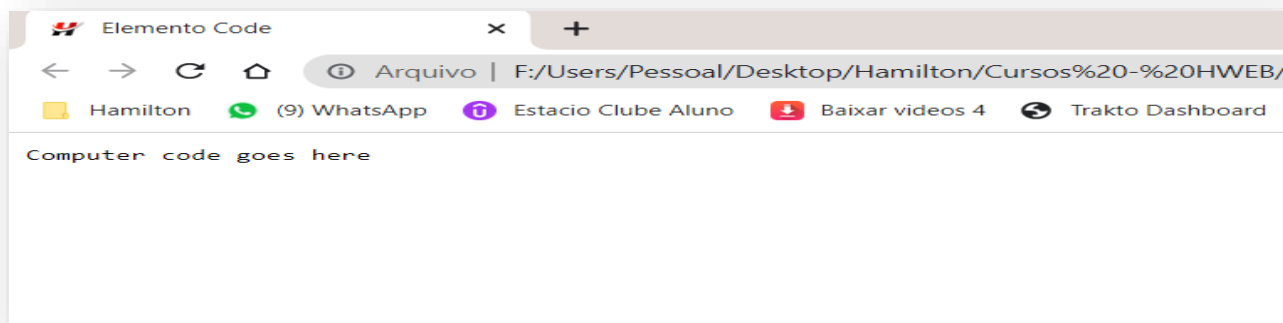 Elemento Code
Arquivo | F:/Users/Pessoal/Desktop/Hamilton/Cursos%20-%20HWEB/
Hamilton (9) WhatsApp Estacio Clube Aluno Baixar videos 4 Trakto Dashboard
Computer code goes here